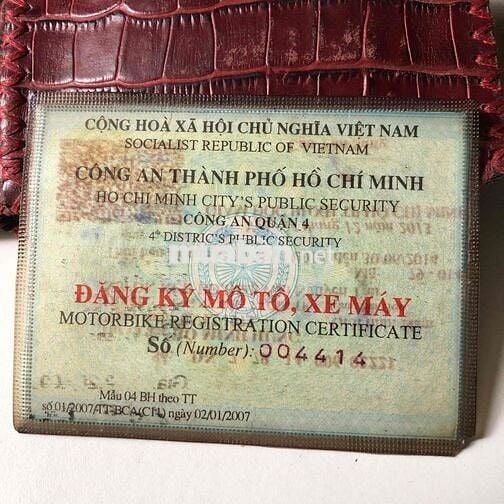 CỘNG HOÀ XÃ HỘI CHỦ NGHĨA VIỆT NAM
SOCIALIST REPUBLIC OF VIETNAM
CÔNG AN THÀNH PHỐ HỒ CHÍ MINH
HO CHI MINH CITY'S PUBLIC SECURITY
CÔNG AN QUẬN 4
4th DISTRIC'S PUBLIC SECURITY
muaban.net
ĐĂNG KÝ MÔ TÔ, XE MÁY
MOTORBIKE REGISTRATION CERTIFICATE
Số (Number): 004414
Mẫu 04 BH theo TT
số 01/2007/TT-BCA(C11) ngày 02/01/2007